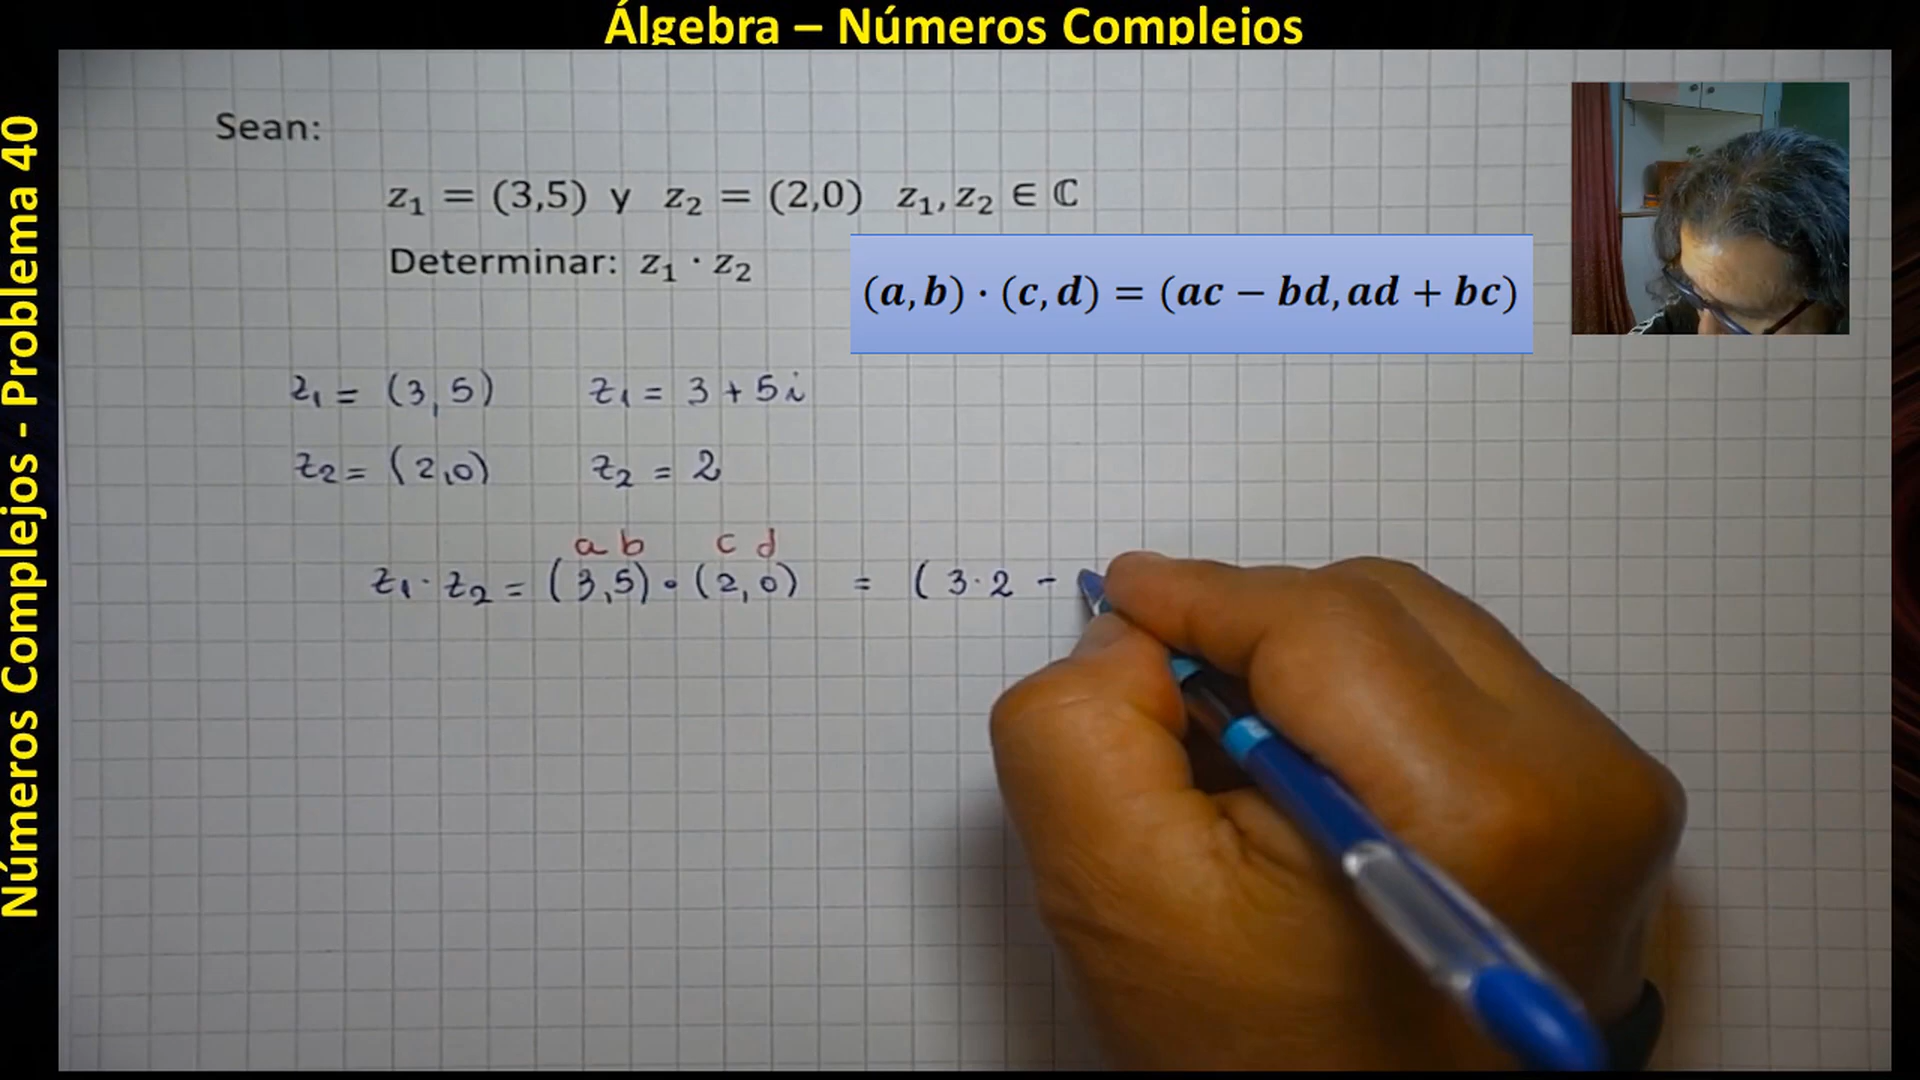 Álgebra – Números Complejos
Números Complejos - Problema 40
Sean:
z₁ = (3,5) y z₂ = (2,0) z₁, z₂ ∈ ℂ
Determinar: z₁ · z₂
(a, b) · (c, d) = (ac − bd, ad + bc)
z₁ = (3,5) z₁ = 3 + 5i
z₂ = (2,0) z₂ = 2
a b c d
z₁ · z₂ = (3,5) • (2,0) = (3·2 −